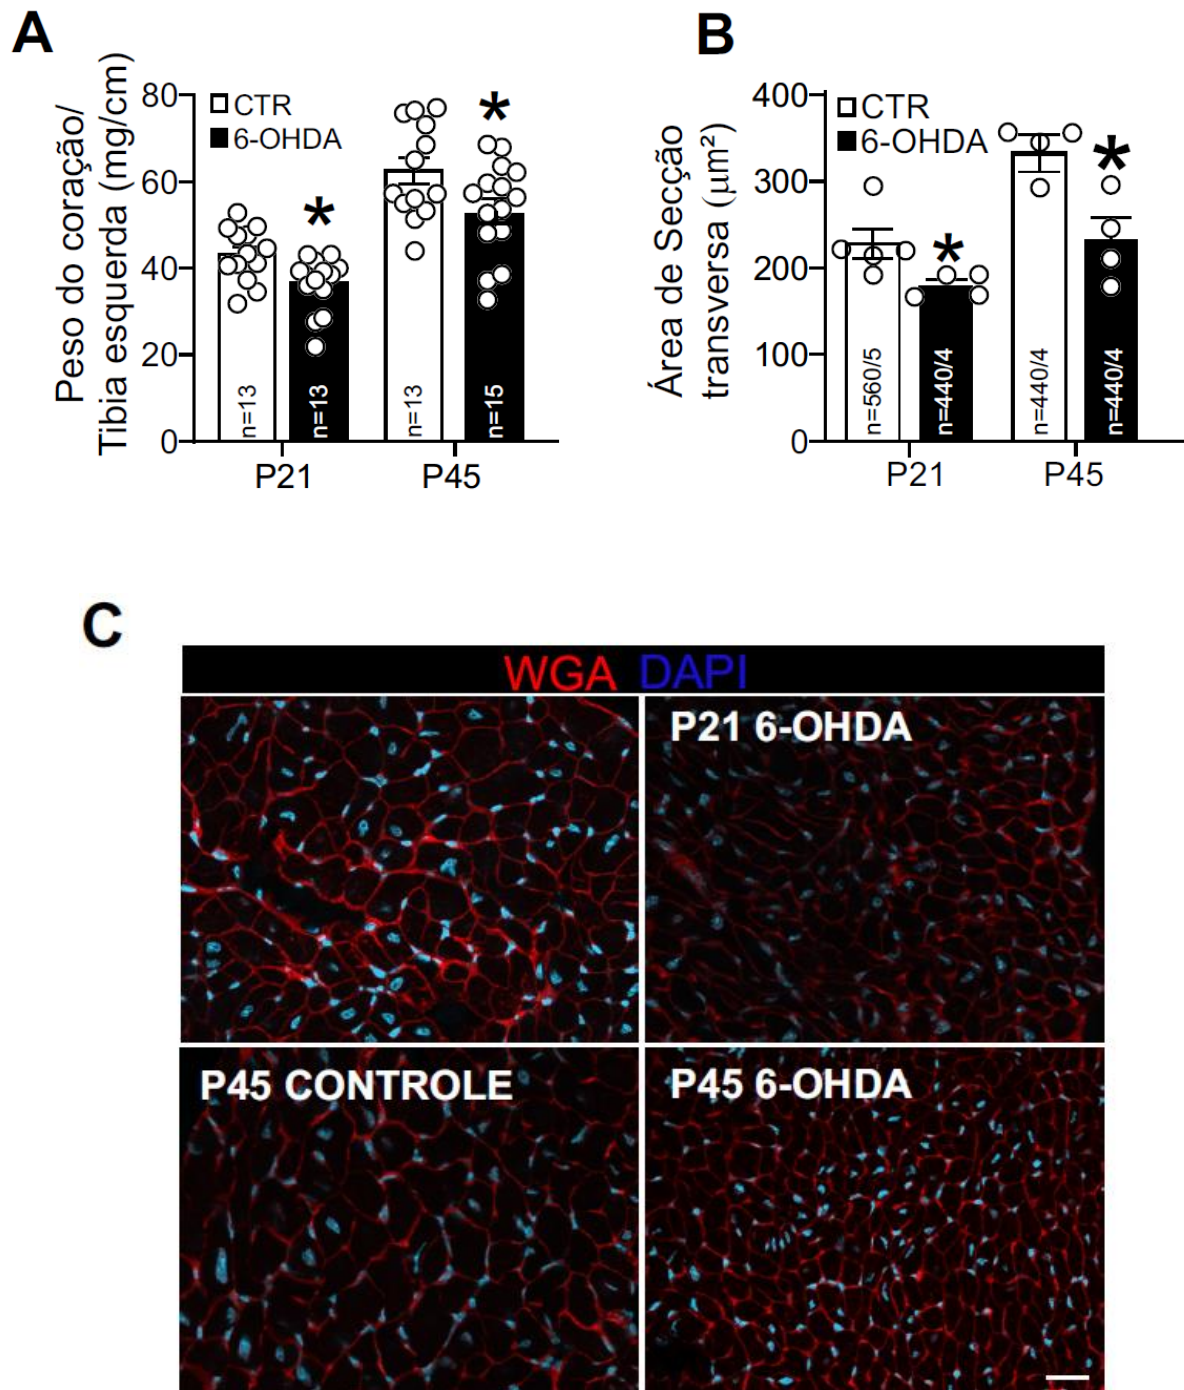 A
Peso do coração/
Tibia esquerda (mg/cm)
80
60
40
20
0
CTR
6-OHDA
*
*
n=13
n=13
n=13
n=15
P21
P45
B
Área de Secção
transversa (μm²)
400
300
200
100
0
CTR
6-OHDA
*
*
n=560/5
n=440/4
n=440/4
n=440/4
P21
P45
C
WGA DAPI
P21 6-OHDA
P45 CONTROLE
P45 6-OHDA